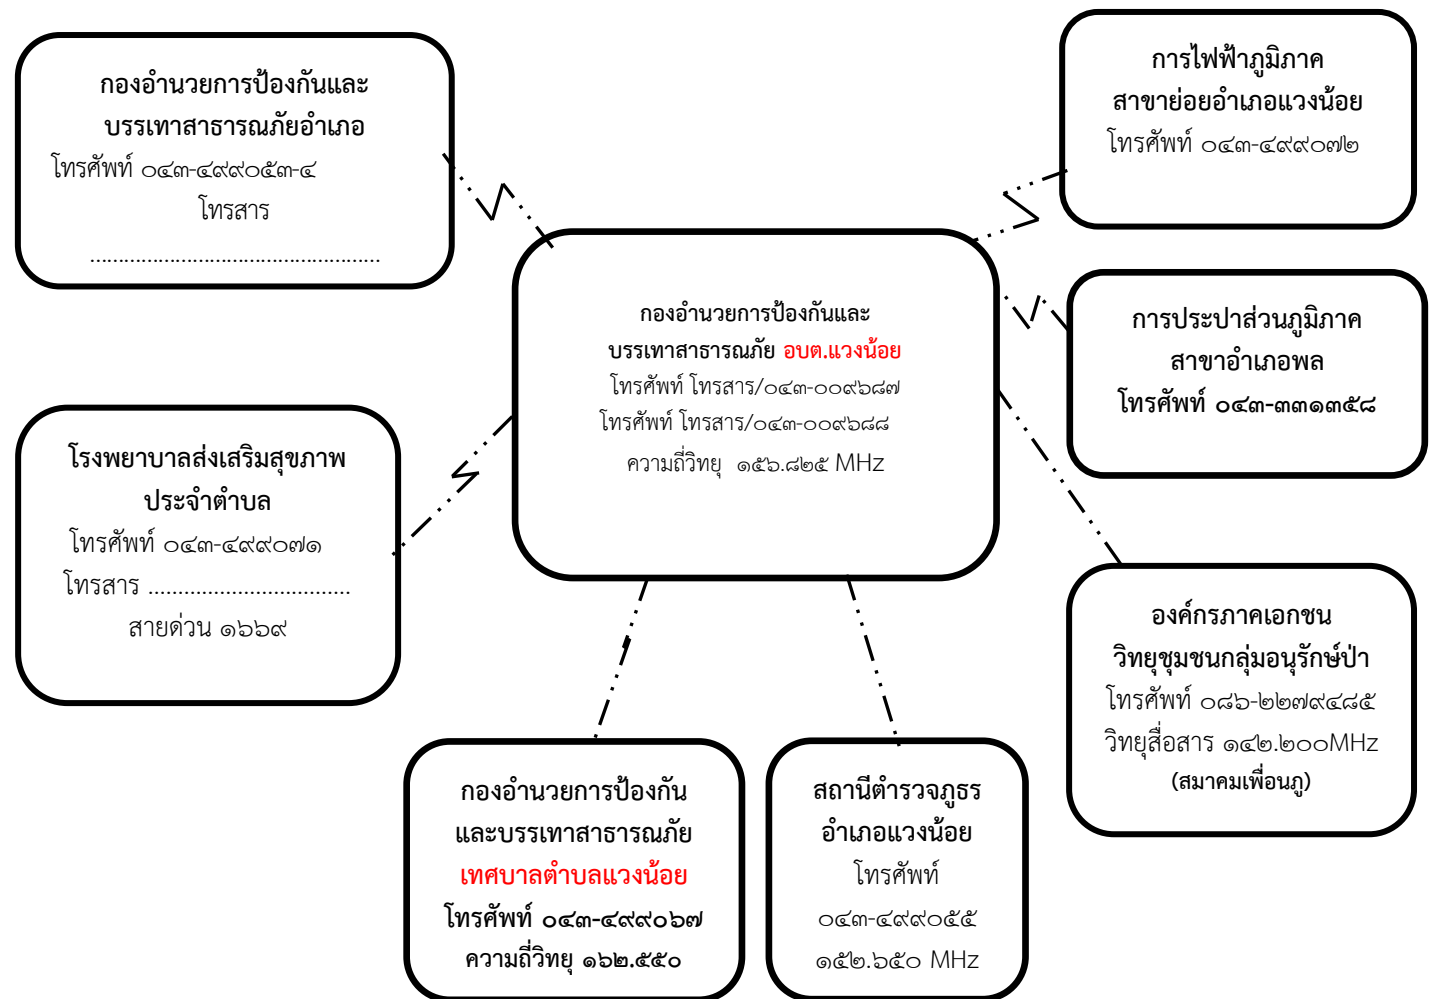 กองอำนวยการป้องกันและ
บรรเทาสาธารณภัยอำเภอ
โทรศัพท์ ๐๔๓-๔๙๙๐๕๓-๔
โทรสาร
...................................................
การไฟฟ้าภูมิภาค
สาขาย่อยอำเภอแวงน้อย
โทรศัพท์ ๐๔๓-๔๙๙๐๗๒
กองอำนวยการป้องกันและ
บรรเทาสาธารณภัย อบต.แวงน้อย
โทรศัพท์ โทรสาร/๐๔๓-๐๐๙๖๘๗
โทรศัพท์ โทรสาร/๐๔๓-๐๐๙๖๘๘
ความถี่วิทยุ ๑๕๖.๘๒๕ MHz
การประปาส่วนภูมิภาค
สาขาอำเภอพล
โทรศัพท์ ๐๔๓-๓๓๑๓๕๘
โรงพยาบาลส่งเสริมสุขภาพ
ประจำตำบล
โทรศัพท์ ๐๔๓-๔๙๙๐๗๑
โทรสาร ..................................
สายด่วน ๑๖๖๙
องค์กรภาคเอกชน
วิทยุชุมชนกลุ่มอนุรักษ์ป่า
โทรศัพท์ ๐๘๖-๒๒๗๙๔๘๕
วิทยุสื่อสาร ๑๔๒.๒๐๐MHz
(สมาคมเพื่อนภู)
กองอำนวยการป้องกัน
และบรรเทาสาธารณภัย
เทศบาลตำบลแวงน้อย
โทรศัพท์ ๐๔๓-๔๙๙๐๖๗
ความถี่วิทยุ ๑๖๒.๕๕๐
สถานีตำรวจภูธร
อำเภอแวงน้อย
โทรศัพท์
๐๔๓-๔๙๙๐๕๕
๑๕๒.๖๕๐ MHz